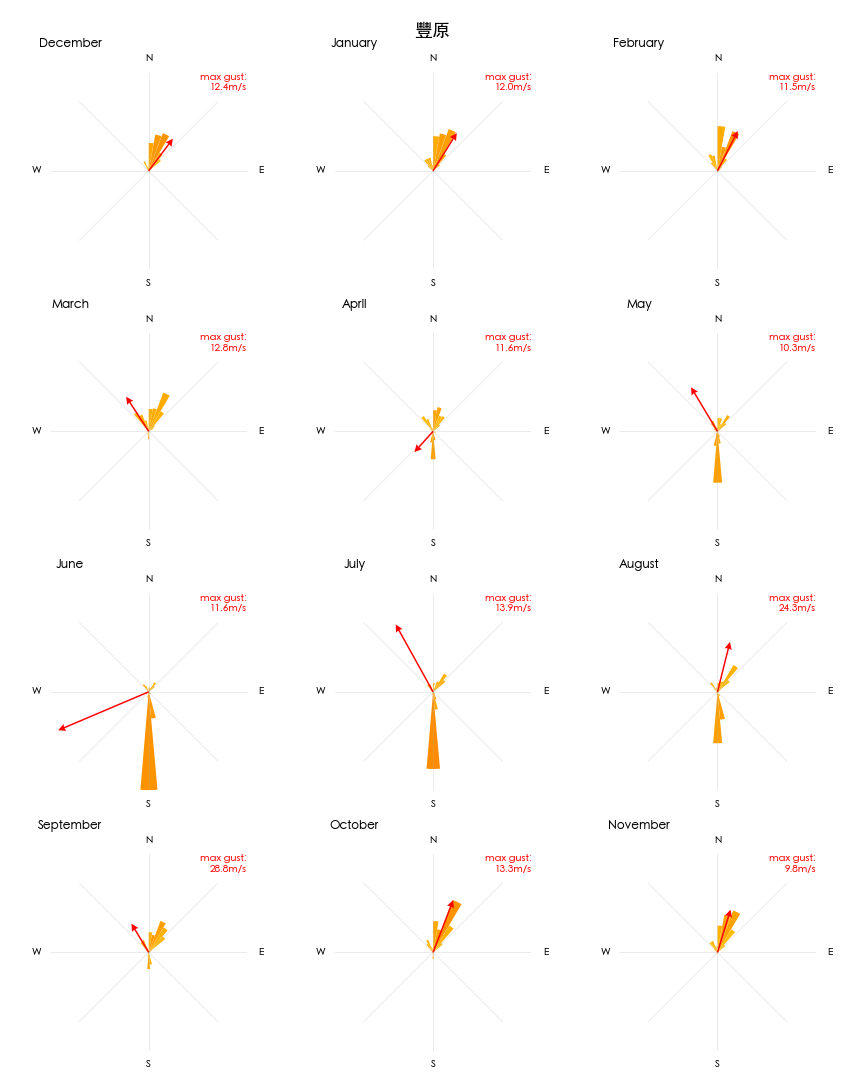 豐原
December
N
max gust:
12.4m/s
W
E
S
January
N
max gust:
12.0m/s
W
E
S
February
N
max gust:
11.5m/s
W
E
S
March
N
max gust:
12.8m/s
W
E
S
April
N
max gust:
11.6m/s
W
E
S
May
N
max gust:
10.3m/s
W
E
S
June
N
max gust:
11.6m/s
W
E
S
July
N
max gust:
13.9m/s
W
E
S
August
N
max gust:
24.3m/s
W
E
S
September
N
max gust:
28.8m/s
W
E
S
October
N
max gust:
13.3m/s
W
E
S
November
N
max gust:
9.8m/s
W
E
S